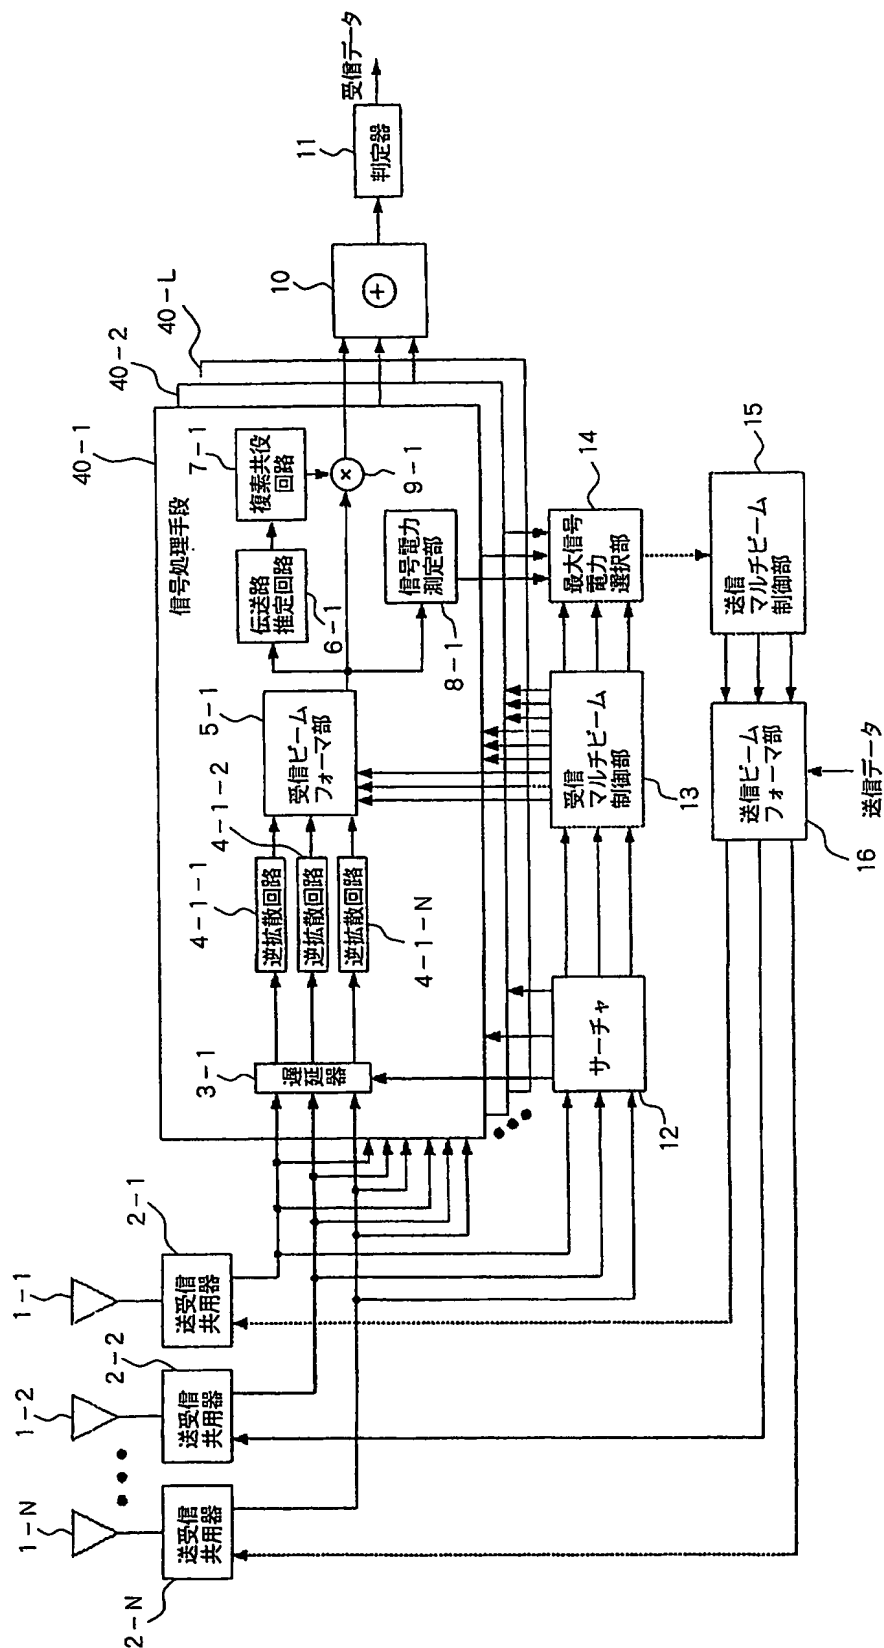 1-1
1-2
1-N
2-1
送受信
共用器
2-2
送受信
共用器
2-N
送受信
共用器
40-1
40-2
40-L
信号処理手段
3-1
遅延器
4-1-1
逆拡散回路
4-1-2
逆拡散回路
4-1-N
逆拡散回路
5-1
受信ビーム
フォーマ部
6-1
伝送路
推定回路
7-1
複素共役
回路
8-1
信号電力
測定部
9-1
×
10
+
11
判定器
受信データ
12
サーチャ
13
受信
マルチビーム
制御部
14
最大信号
電力
選択部
15
送信
マルチビーム
制御部
16
送信ビーム
フォーマ部
送信データ